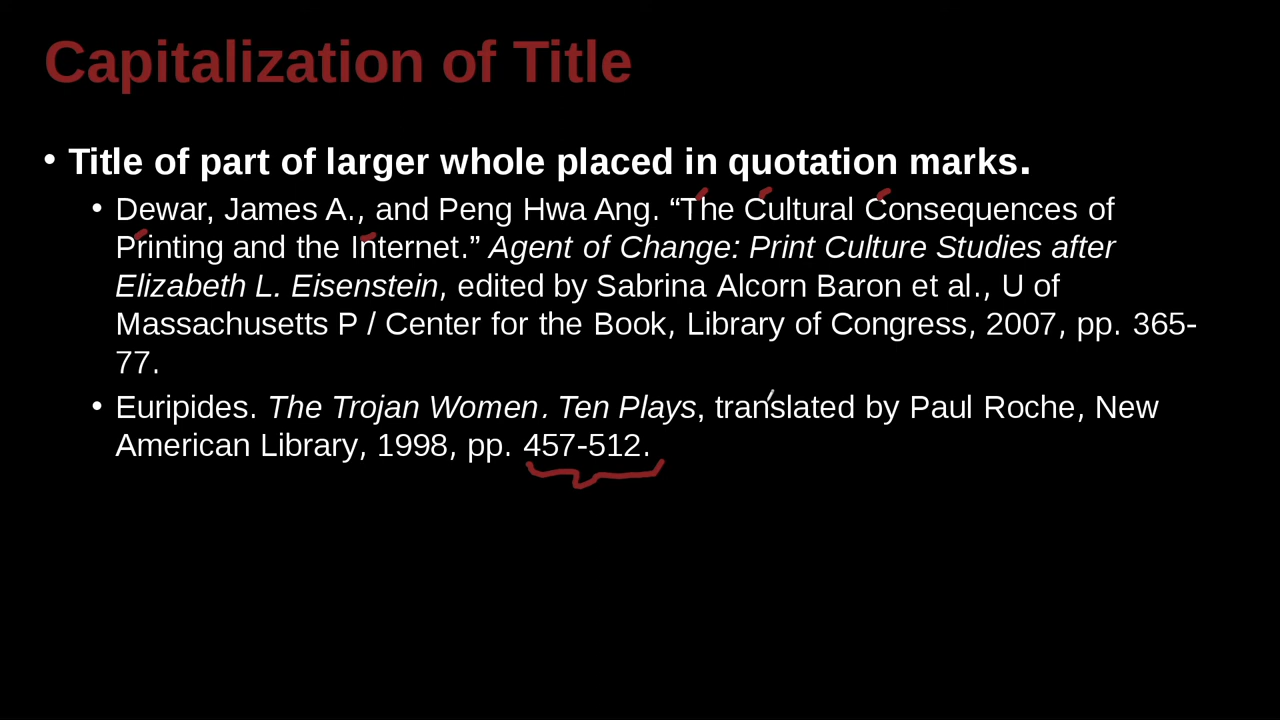 Capitalization of Title
• Title of part of larger whole placed in quotation marks.
• Dewar, James A., and Peng Hwa Ang. “The Cultural Consequences of
Printing and the Internet.” Agent of Change: Print Culture Studies after
Elizabeth L. Eisenstein, edited by Sabrina Alcorn Baron et al., U of
Massachusetts P / Center for the Book, Library of Congress, 2007, pp. 365-
77.
• Euripides. The Trojan Women. Ten Plays, translated by Paul Roche, New
American Library, 1998, pp. 457-512.